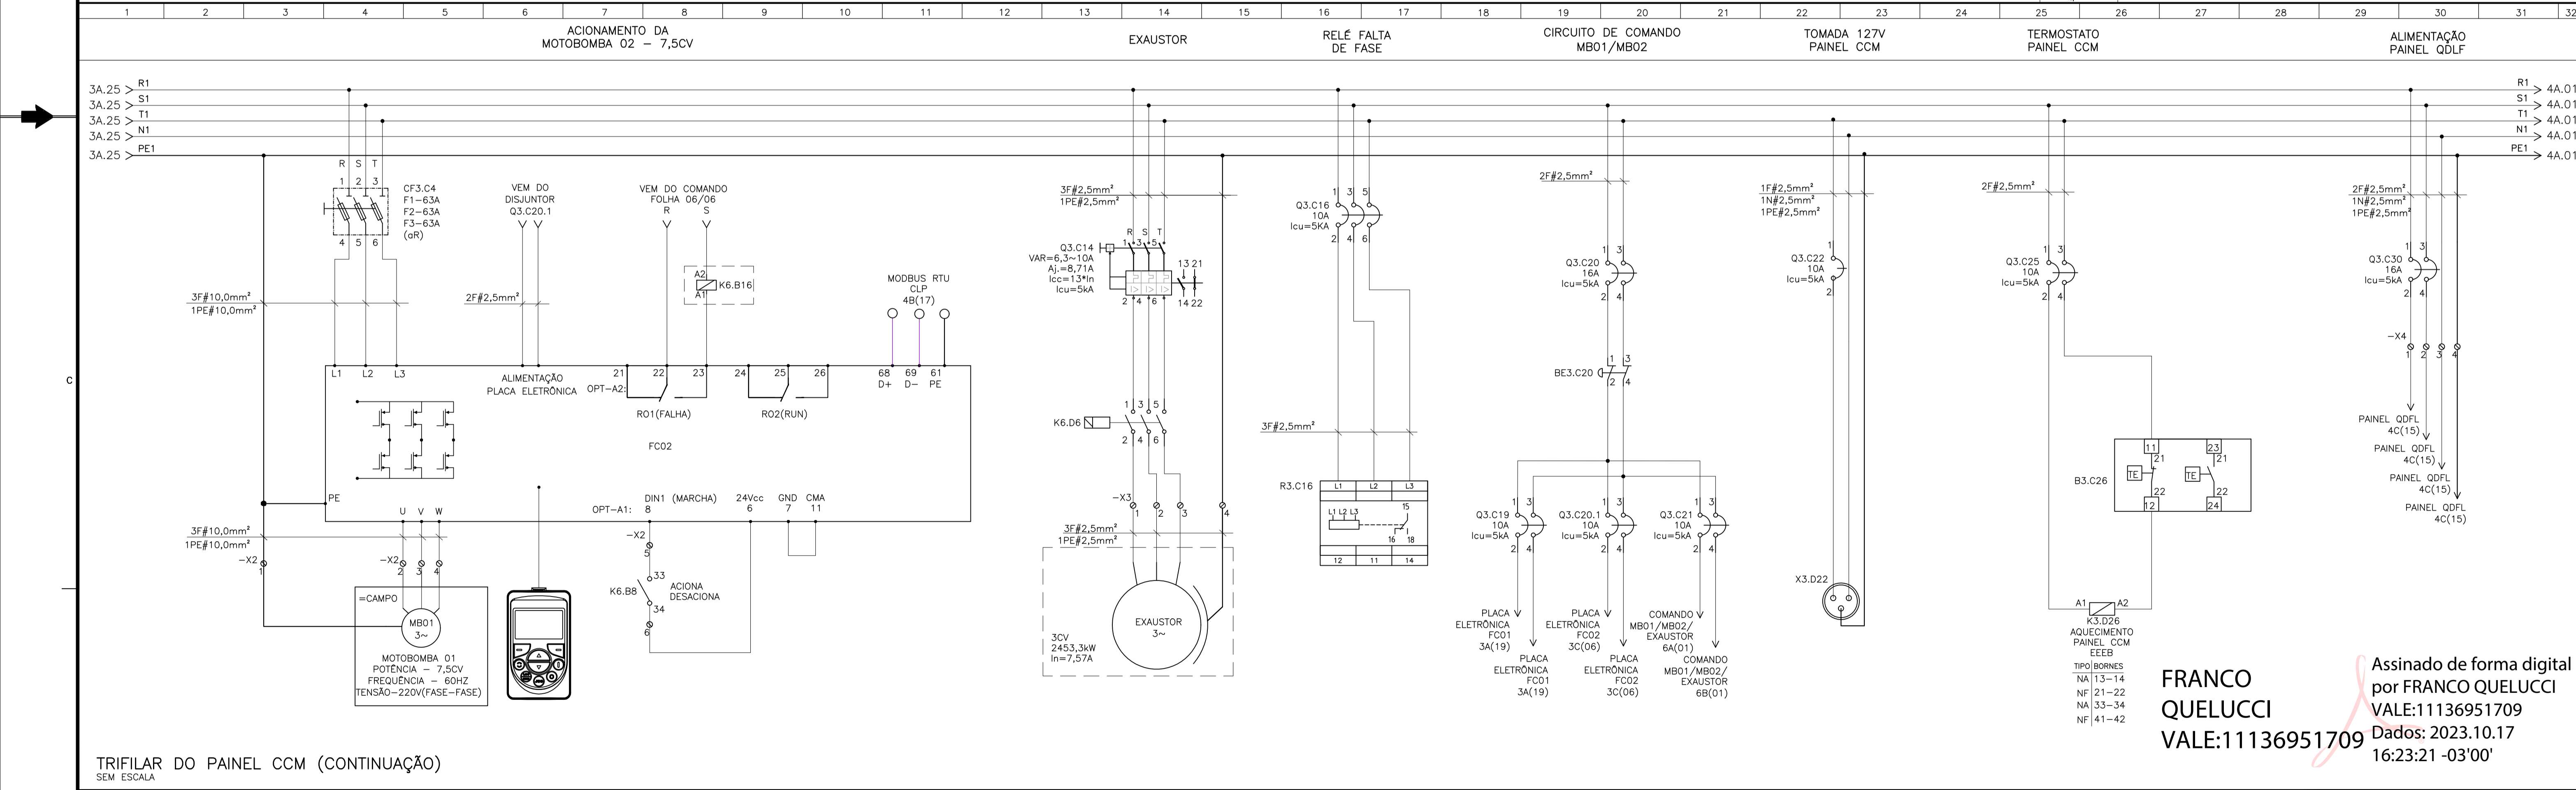 1 2 3 4 5 6 7 8 9 10 11 12 13 14 15 16 17 18 19 20 21 22 23 24 25 26 27 28 29 30 31 32
ACIONAMENTO DA
MOTOBOMBA 02 – 7,5CV
EXAUSTOR
RELÉ FALTA
DE FASE
CIRCUITO DE COMANDO
MB01/MB02
TOMADA 127V
PAINEL CCM
TERMOSTATO
PAINEL CCM
ALIMENTAÇÃO
PAINEL QDLF
3A.25 R1
3A.25 S1
3A.25 T1
3A.25 N1
3A.25 PE1
R1 4A.01
S1 4A.01
T1 4A.01
N1 4A.01
PE1 4A.01
C
R S T
1 2 3
CF3.C4
F1-63A
F2-63A
F3-63A
(aR)
4 5 6
3F#10,0mm²
1PE#10,0mm²
VEM DO
DISJUNTOR
Q3.C20.1
2F#2,5mm²
VEM DO COMANDO
FOLHA 06/06
R S
A2
K6.B16
A1
MODBUS RTU
CLP
4B(17)
L1 L2 L3
ALIMENTAÇÃO
PLACA ELETRÔNICA
21 22 23 24 25 26
OPT-A2:
RO1(FALHA)
RO2(RUN)
68 69 61
D+ D- PE
FC02
PE
U V W
DIN1 (MARCHA) 24Vcc GND CMA
OPT-A1: 8 6 7 11
3F#10,0mm²
1PE#10,0mm²
-X2
1
-X2
2 3 4
=CAMPO
MB01
3~
MOTOBOMBA 01
POTÊNCIA – 7,5CV
FREQUÊNCIA – 60HZ
TENSÃO-220V(FASE-FASE)
-X2
5
33
K6.B8
34
6
ACIONA
DESACIONA
3F#2,5mm²
1PE#2,5mm²
R S T
1 3 5
Q3.C14
VAR=6,3~10A
Aj.=8,71A
Icc=13*In
Icu=5kA
2 4 6
13 21
14 22
1 3 5
K6.D6
2 4 6
-X3
1 2 3 4
3F#2,5mm²
1PE#2,5mm²
EXAUSTOR
3~
3CV
2453,3kW
In=7,57A
1 3 5
Q3.C16
10A
Icu=5KA
2 4 6
3F#2,5mm²
R3.C16
L1 L2 L3
L1 L2 L3
15
16 18
12 11 14
2F#2,5mm²
1 3
Q3.C20
16A
Icu=5kA
2 4
1 3
BE3.C20
2 4
1 3
Q3.C19
10A
Icu=5kA
2 4
1 3
Q3.C20.1
10A
Icu=5kA
2 4
1 3
Q3.C21
10A
Icu=5kA
2 4
PLACA
ELETRÔNICA
FC01
3A(19)
PLACA
ELETRÔNICA
FC01
3A(19)
PLACA
ELETRÔNICA
FC02
3C(06)
PLACA
ELETRÔNICA
FC02
3C(06)
COMANDO
MB01/MB02/
EXAUSTOR
6A(01)
COMANDO
MB01/MB02/
EXAUSTOR
6B(01)
1F#2,5mm²
1N#2,5mm²
1PE#2,5mm²
1
Q3.C22
10A
Icu=5kA
2
X3.D22
2F#2,5mm²
1 3
Q3.C25
10A
Icu=5kA
2 4
B3.C26
11 23
21 21
TE TE
22 22
12 24
A1 A2
K3.D26
AQUECIMENTO
PAINEL CCM
EEEB
TIPO BORNES
NA 13-14
NF 21-22
NA 33-34
NF 41-42
2F#2,5mm²
1N#2,5mm²
1PE#2,5mm²
1 3
Q3.C30
16A
Icu=5kA
2 4
-X4
1 2 3 4
PAINEL QDFL
4C(15)
PAINEL QDFL
4C(15)
PAINEL QDFL
4C(15)
PAINEL QDFL
4C(15)
FRANCO
QUELUCCI
VALE:11136951709
Assinado de forma digital
por FRANCO QUELUCCI
VALE:11136951709
Dados: 2023.10.17
16:23:21 -03'00'
TRIFILAR DO PAINEL CCM (CONTINUAÇÃO)
SEM ESCALA